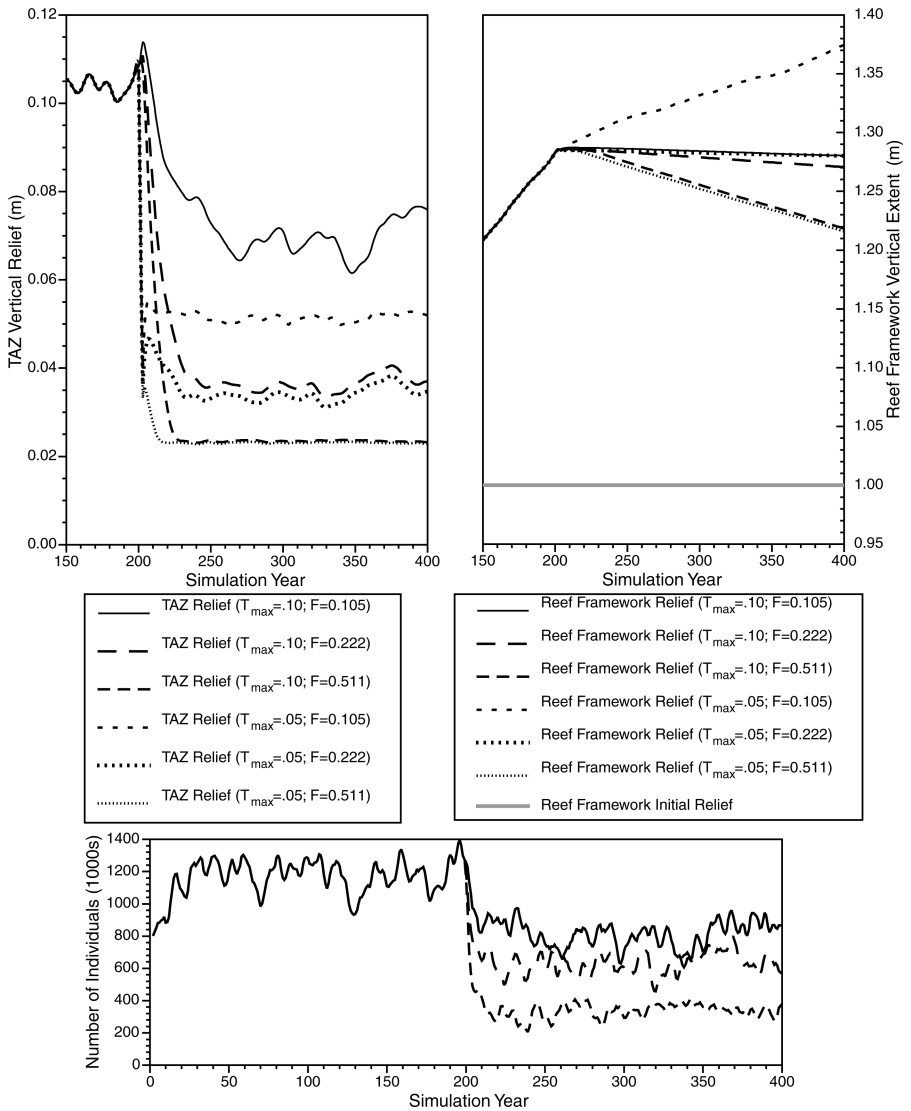 0.12
0.10
0.08
0.06
0.04
0.02
0.00
TAZ Vertical Relief (m)
150 200 250 300 350 400
Simulation Year
1.40
1.35
1.30
1.25
1.20
1.15
1.10
1.05
1.00
0.95
Reef Framework Vertical Extent (m)
150 200 250 300 350 400
Simulation Year
TAZ Relief (Tmax=.10; F=0.105)
TAZ Relief (Tmax=.10; F=0.222)
TAZ Relief (Tmax=.10; F=0.511)
TAZ Relief (Tmax=.05; F=0.105)
TAZ Relief (Tmax=.05; F=0.222)
TAZ Relief (Tmax=.05; F=0.511)
Reef Framework Relief (Tmax=.10; F=0.105)
Reef Framework Relief (Tmax=.10; F=0.222)
Reef Framework Relief (Tmax=.10; F=0.511)
Reef Framework Relief (Tmax=.05; F=0.105)
Reef Framework Relief (Tmax=.05; F=0.222)
Reef Framework Relief (Tmax=.05; F=0.511)
Reef Framework Initial Relief
1400
1200
1000
800
600
400
200
0
Number of Individuals (1000s)
0 50 100 150 200 250 300 350 400
Simulation Year